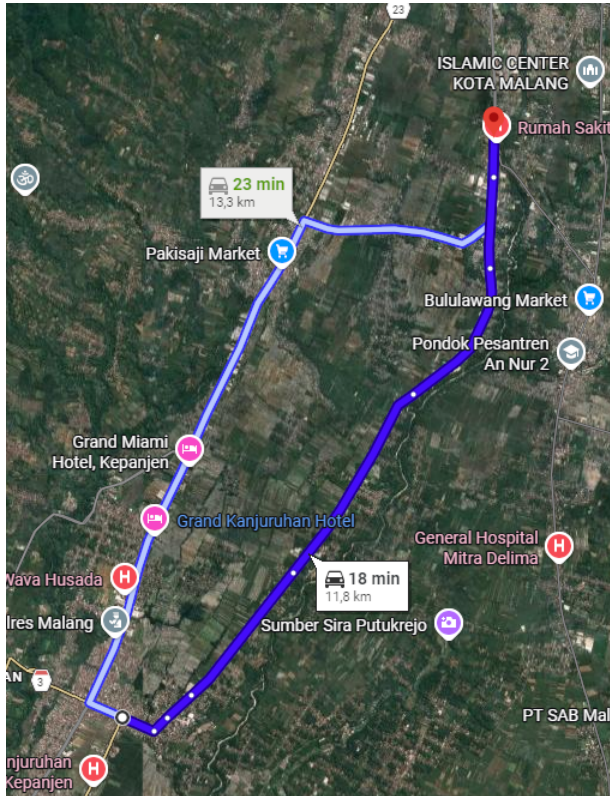 23
ISLAMIC CENTER
KOTA MALANG
Rumah Sakit
23 min
13,3 km
Pakisaji Market
Bululawang Market
Pondok Pesantren
An Nur 2
Grand Miami
Hotel, Kepanjen
Grand Kanjuruhan Hotel
General Hospital
Mitra Delima
Wava Husada
18 min
11,8 km
lres Malang
Sumber Sira Putukrejo
AN
3
PT SAB Mal
njuruhan
Kepanjen